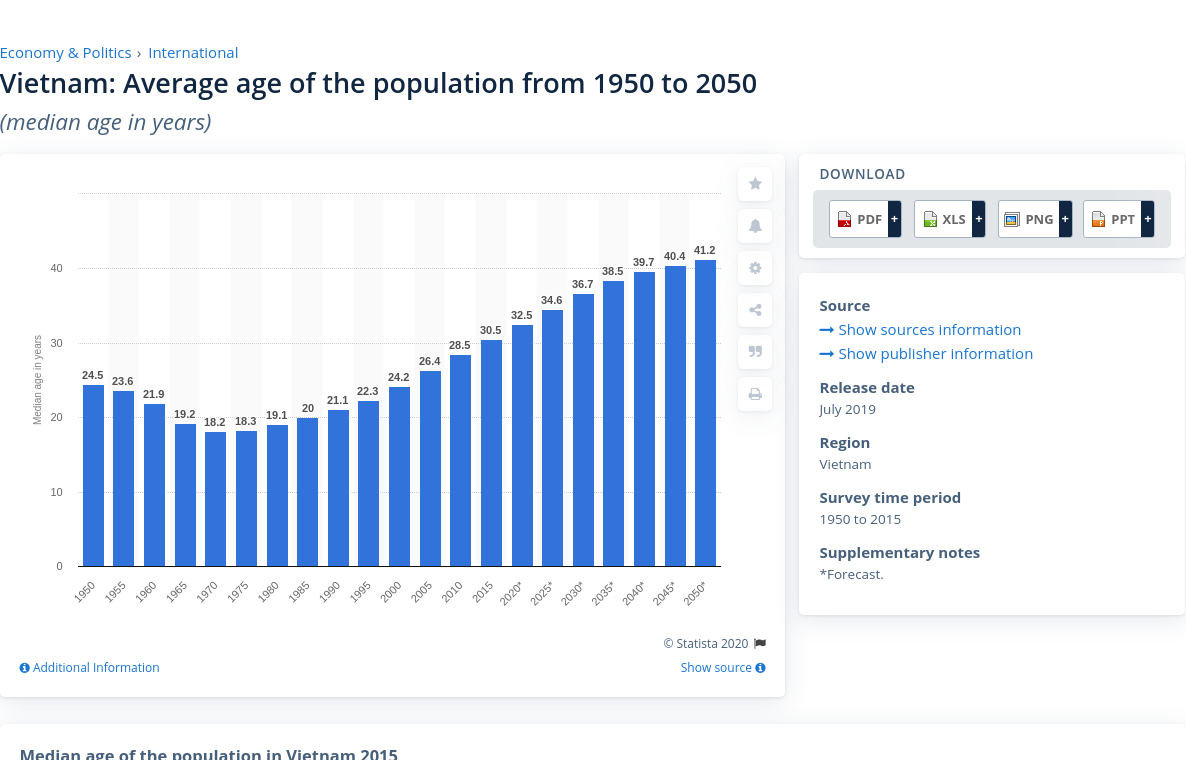 Economy & Politics › International
Vietnam: Average age of the population from 1950 to 2050
(median age in years)
Median age in years
40
30
20
10
0
24.5
23.6
21.9
19.2
18.2
18.3
19.1
20
21.1
22.3
24.2
26.4
28.5
30.5
32.5
34.6
36.7
38.5
39.7
40.4
41.2
1950
1955
1960
1965
1970
1975
1980
1985
1990
1995
2000
2005
2010
2015
2020*
2025*
2030*
2035*
2040*
2045*
2050*
© Statista 2020
Additional Information
Show source
DOWNLOAD
PDF +
XLS +
PNG +
PPT +
Source
Show sources information
Show publisher information
Release date
July 2019
Region
Vietnam
Survey time period
1950 to 2015
Supplementary notes
*Forecast.
Median age of the population in Vietnam 2015